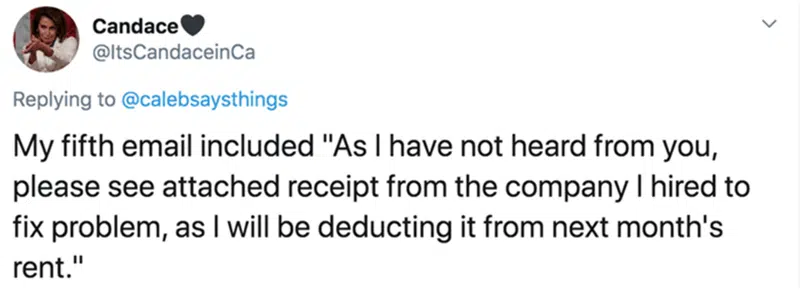 Candace🖤
@ItsCandaceinCa
Replying to @calebsaysthings
My fifth email included "As I have not heard from you,
please see attached receipt from the company I hired to
fix problem, as I will be deducting it from next month's
rent."